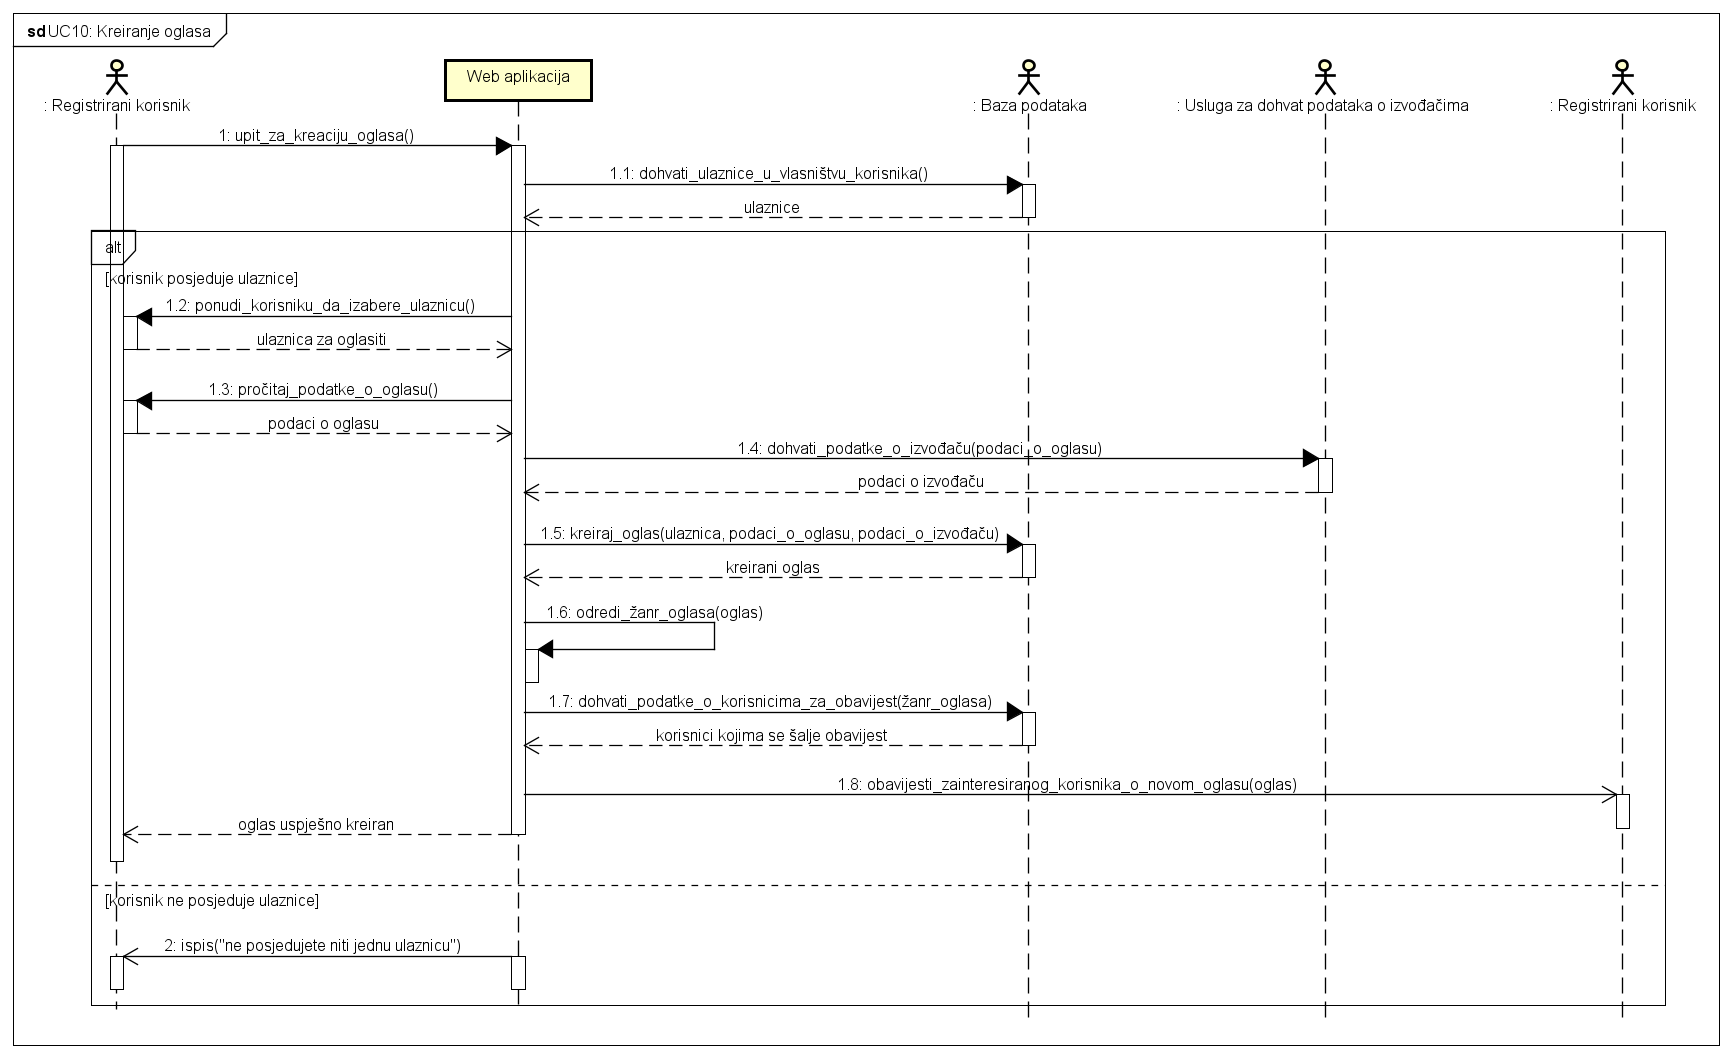 sd UC10: Kreiranje oglasa
: Registrirani korisnik
Web aplikacija
: Baza podataka
: Usluga za dohvat podataka o izvođačima
: Registrirani korisnik
1: upit_za_kreaciju_oglasa()
1.1: dohvati_ulaznice_u_vlasništvu_korisnika()
ulaznice
alt
[korisnik posjeduje ulaznice]
1.2: ponudi_korisniku_da_izabere_ulaznicu()
ulaznica za oglasiti
1.3: pročitaj_podatke_o_oglasu()
podaci o oglasu
1.4: dohvati_podatke_o_izvođaču(podaci_o_oglasu)
podaci o izvođaču
1.5: kreiraj_oglas(ulaznica, podaci_o_oglasu, podaci_o_izvođaču)
kreirani oglas
1.6: odredi_žanr_oglasa(oglas)
1.7: dohvati_podatke_o_korisnicima_za_obavijest(žanr_oglasa)
korisnici kojima se šalje obavijest
1.8: obavijesti_zainteresiranog_korisnika_o_novom_oglasu(oglas)
oglas uspješno kreiran
[korisnik ne posjeduje ulaznice]
2: ispis("ne posjedujete niti jednu ulaznicu")